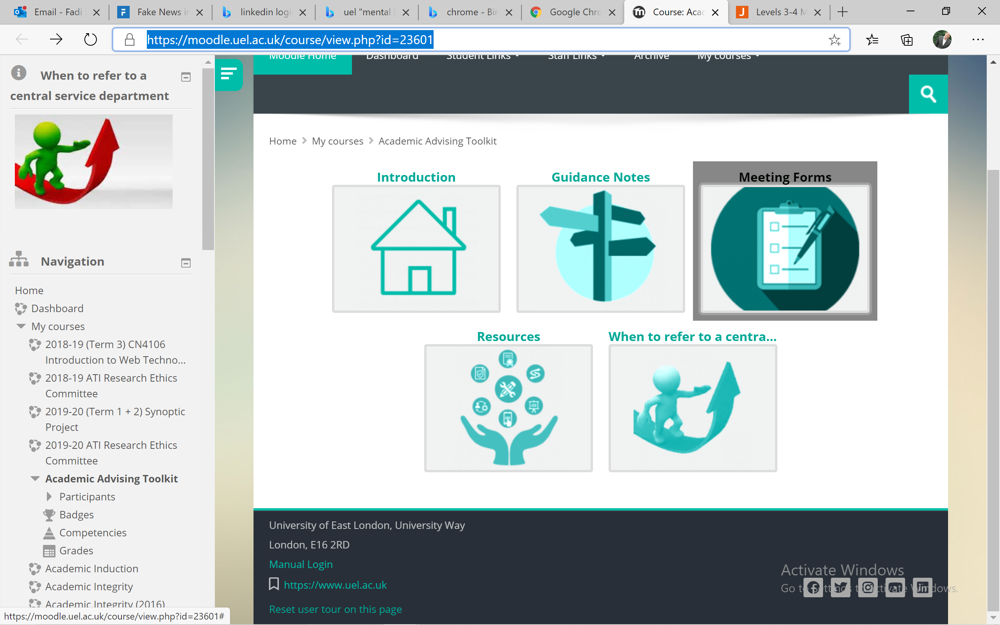 Email - Fadi
Fake News in
linkedin logi
uel "mental
chrome - Bin
Google Chro
Course: Acad
Levels 3-4 M
https://moodle.uel.ac.uk/course/view.php?id=23601
When to refer to a
central service department
Navigation
Home
Dashboard
My courses
2018-19 (Term 3) CN4106
Introduction to Web Techno...
2018-19 ATI Research Ethics
Committee
2019-20 (Term 1 + 2) Synoptic
Project
2019-20 ATI Research Ethics
Committee
Academic Advising Toolkit
Participants
Badges
Competencies
Grades
Academic Induction
Academic Integrity
Academic Integrity (2016)
https://moodle.uel.ac.uk/course/view.php?id=23601#
Moodle Home Dashboard Student Links Staff Links Archive My courses
Home My courses Academic Advising Toolkit
Introduction
Guidance Notes
Meeting Forms
Resources
When to refer to a centra...
University of East London, University Way
London, E16 2RD
Manual Login
https://www.uel.ac.uk
Reset user tour on this page
Activate Windows
Go to Settings to activate Windows.